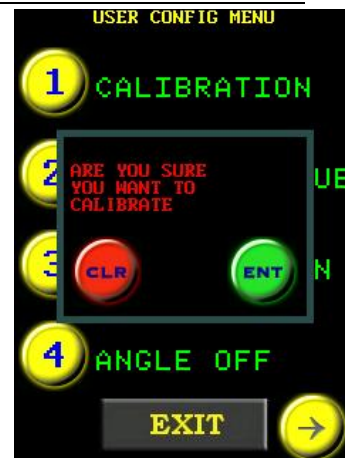 USER CONFIG MENU
1 CALIBRATION
2
ARE YOU SURE
YOU WANT TO
CALIBRATE
3 N
CLR ENT
4 ANGLE OFF
EXIT